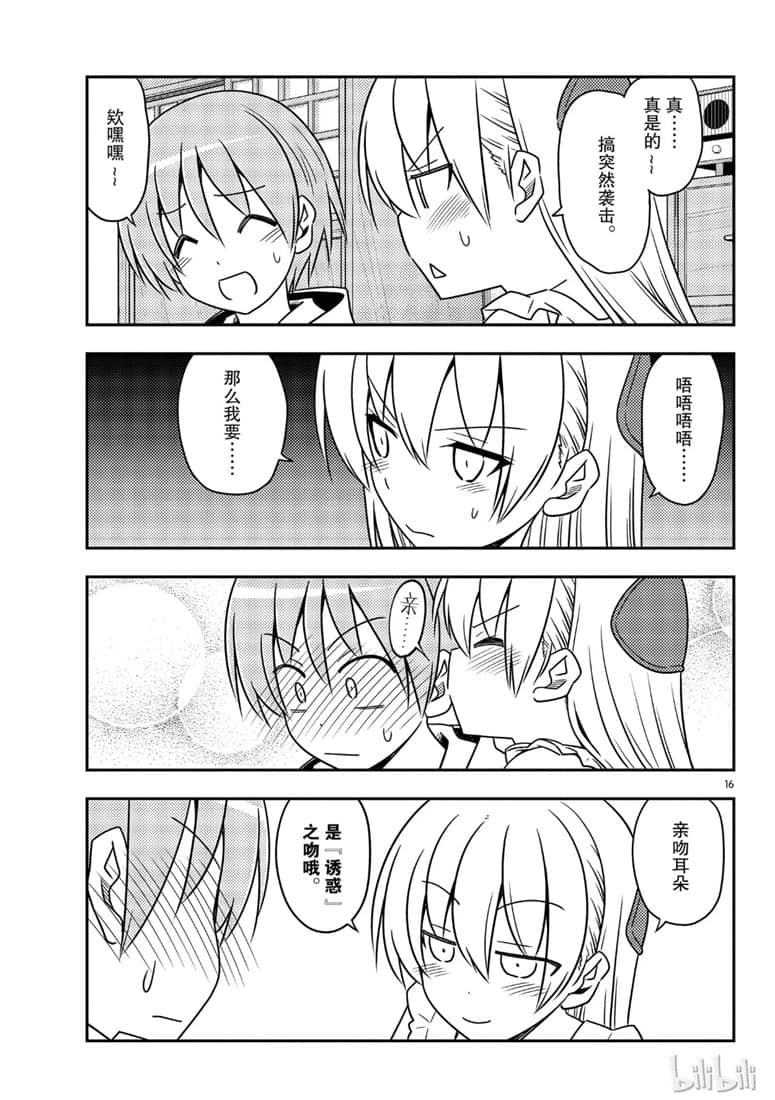 真……
真是的~
搞突然袭击。
欸嘿嘿~
唔唔唔唔……
那么我要……
亲……
16
亲吻耳朵
是『诱惑』
之吻哦。
bilibili